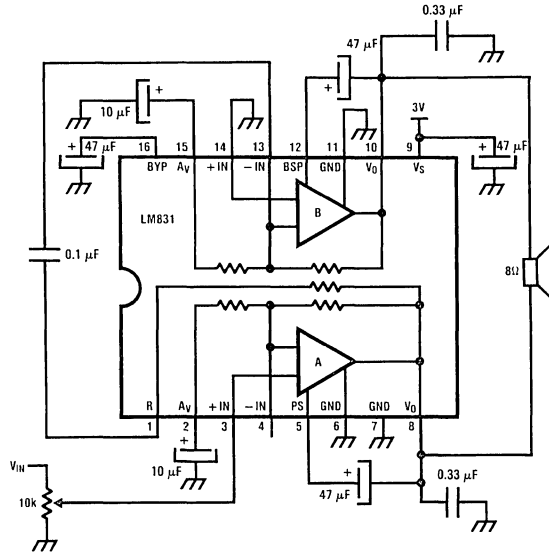 0.33 μF
47 μF
+
10 μF
+
3V
+
47 μF
+
47 μF
16 15 14 13 12 11 10 9
BYP AV +IN −IN BSP GND VO VS
LM831
B
0.1 μF
8Ω
A
R AV +IN −IN PS GND GND VO
1 2 3 4 5 6 7 8
+
10 μF
+
47 μF
0.33 μF
VIN
10k